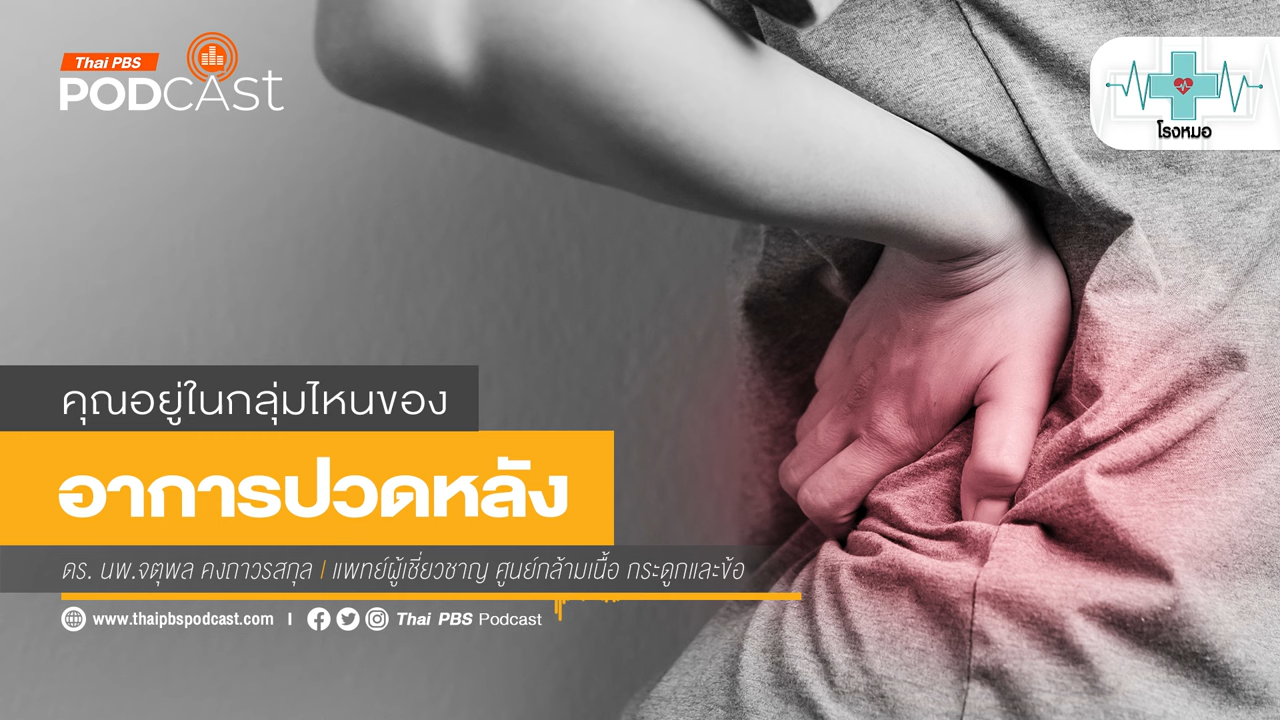 Thai PBS
PODCAST
โรงหมอ
คุณอยู่ในกลุ่มไหนของ
อาการปวดหลัง
ดร. นพ.จตุพล คงถาวรสกุล | แพทย์ผู้เชี่ยวชาญ ศูนย์กล้ามเนื้อ กระดูกและข้อ
www.thaipbspodcast.com | Thai PBS Podcast